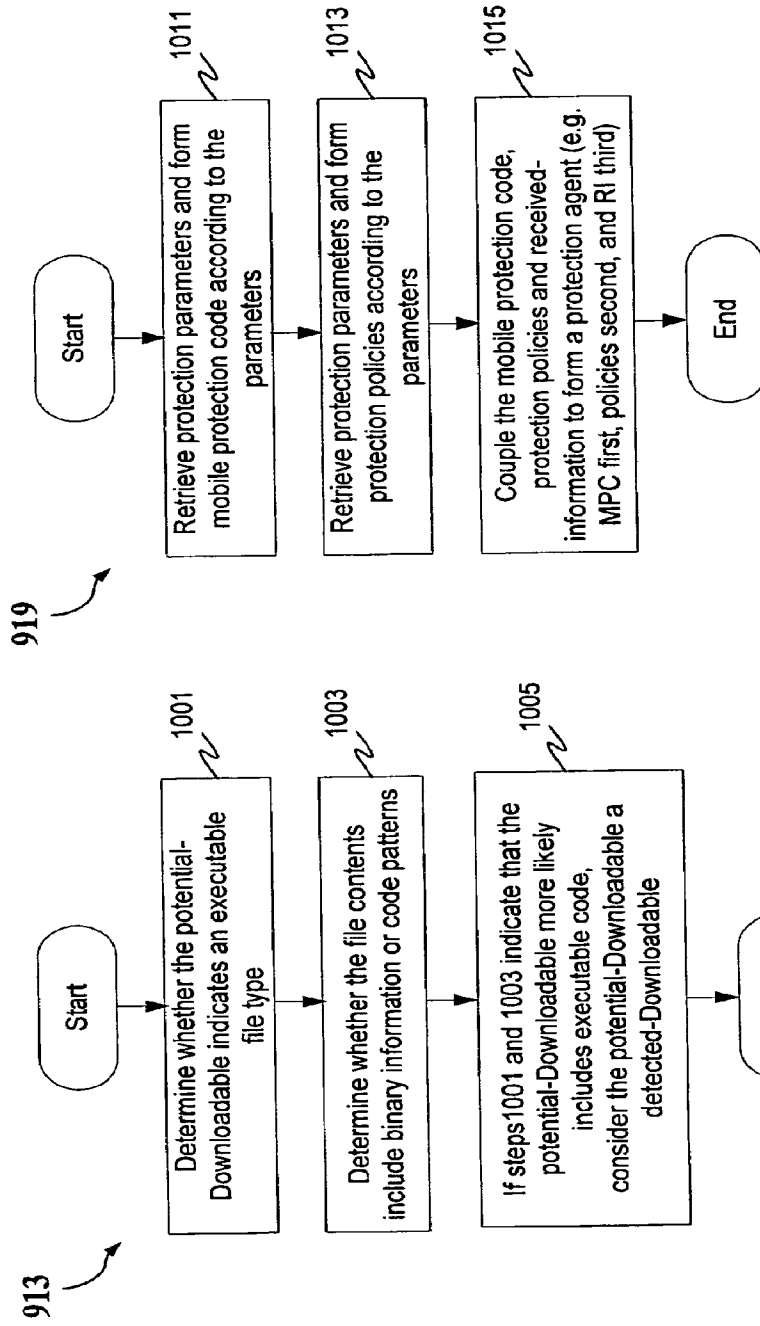 913
Start
Determine whether the potential-
Downloadable indicates an executable
file type
1001
Determine whether the file contents
include binary information or code patterns
1003
If steps1001 and 1003 indicate that the
potential-Downloadable more likely
includes executable code,
consider the potential-Downloadable a
detected-Downloadable
1005
919
Start
Retrieve protection parameters and form
mobile protection code according to the
parameters
1011
Retrieve protection parameters and form
protection policies according to the
parameters
1013
Couple the mobile protection code,
protection policies and received-
information to form a protection agent (e.g.
MPC first, policies second, and RI third)
1015
End